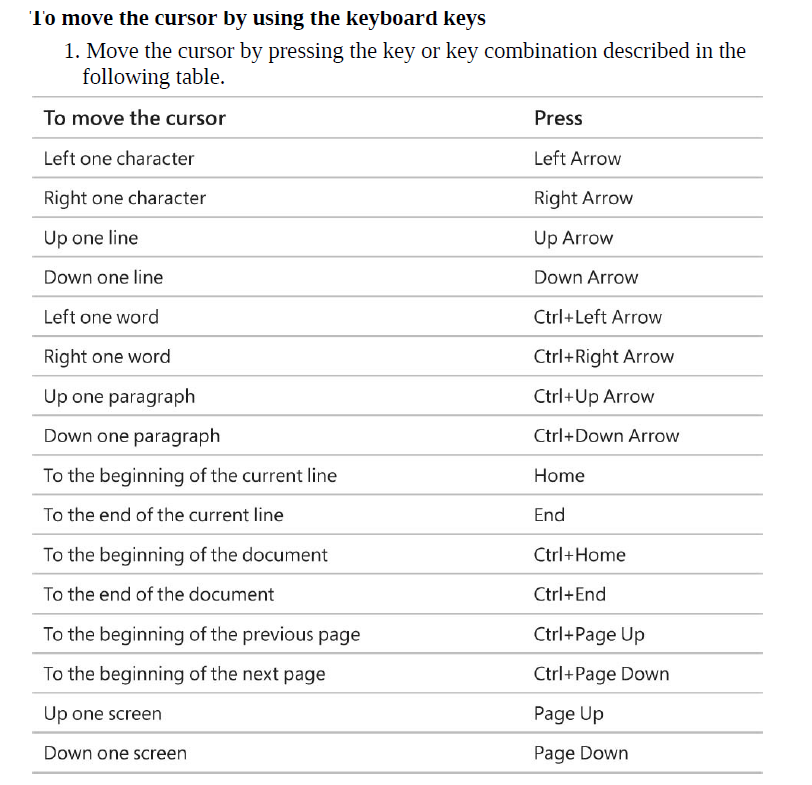 To move the cursor by using the keyboard keys
1. Move the cursor by pressing the key or key combination described in the
following table.
To move the cursor Press
Left one character Left Arrow
Right one character Right Arrow
Up one line Up Arrow
Down one line Down Arrow
Left one word Ctrl+Left Arrow
Right one word Ctrl+Right Arrow
Up one paragraph Ctrl+Up Arrow
Down one paragraph Ctrl+Down Arrow
To the beginning of the current line Home
To the end of the current line End
To the beginning of the document Ctrl+Home
To the end of the document Ctrl+End
To the beginning of the previous page Ctrl+Page Up
To the beginning of the next page Ctrl+Page Down
Up one screen Page Up
Down one screen Page Down